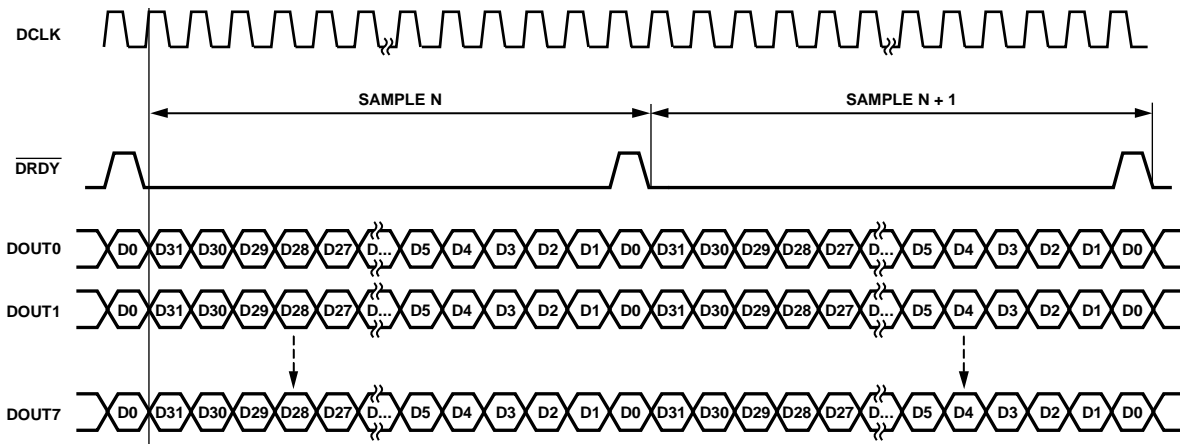 DCLK
SAMPLE N SAMPLE N + 1
DRDY
DOUT0 D0 D31 D30 D29 D28 D27 D... D5 D4 D3 D2 D1 D0 D31 D30 D29 D28 D27 D... D5 D4 D3 D2 D1 D0
DOUT1 D0 D31 D30 D29 D28 D27 D... D5 D4 D3 D2 D1 D0 D31 D30 D29 D28 D27 D... D5 D4 D3 D2 D1 D0
DOUT7 D0 D31 D30 D29 D28 D27 D... D5 D4 D3 D2 D1 D0 D31 D30 D29 D28 D27 D... D5 D4 D3 D2 D1 D0